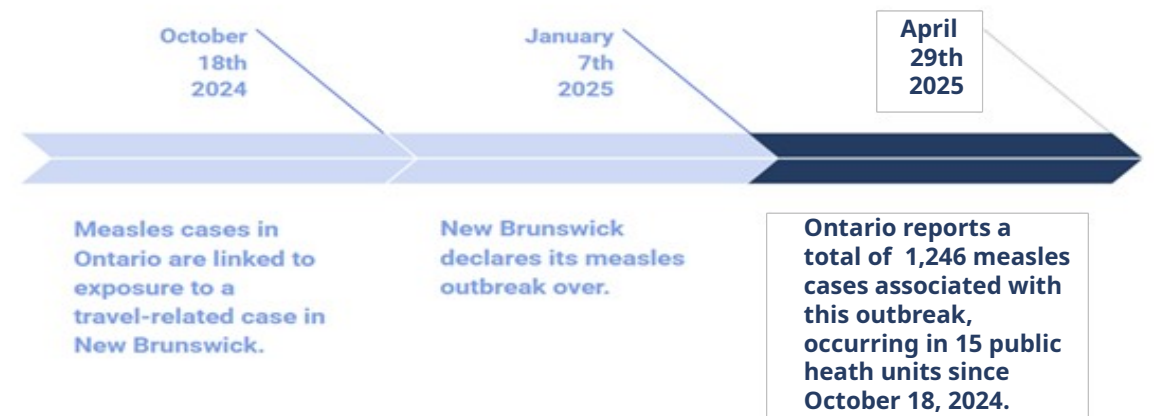 October
18th
2024
January
7th
2025
April
29th
2025
Measles cases in
Ontario are linked to
exposure to a
travel-related case in
New Brunswick.
New Brunswick
declares its measles
outbreak over.
Ontario reports a
total of 1,246 measles
cases associated with
this outbreak,
occurring in 15 public
heath units since
October 18, 2024.